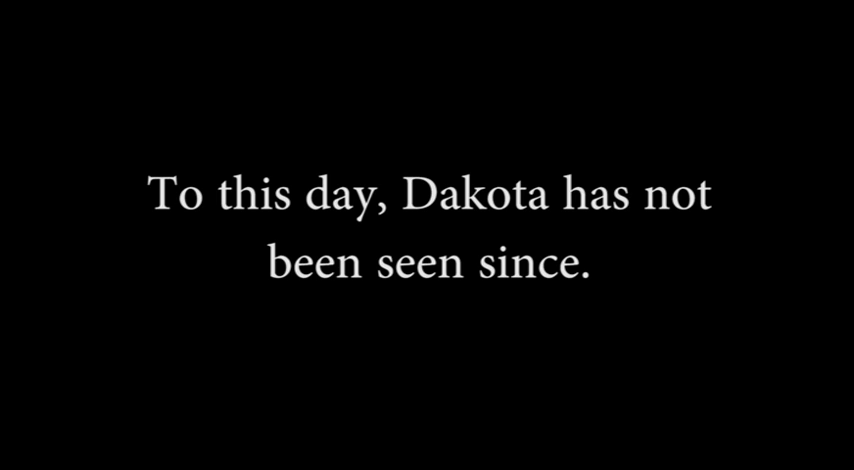 To this day, Dakota has not
been seen since.